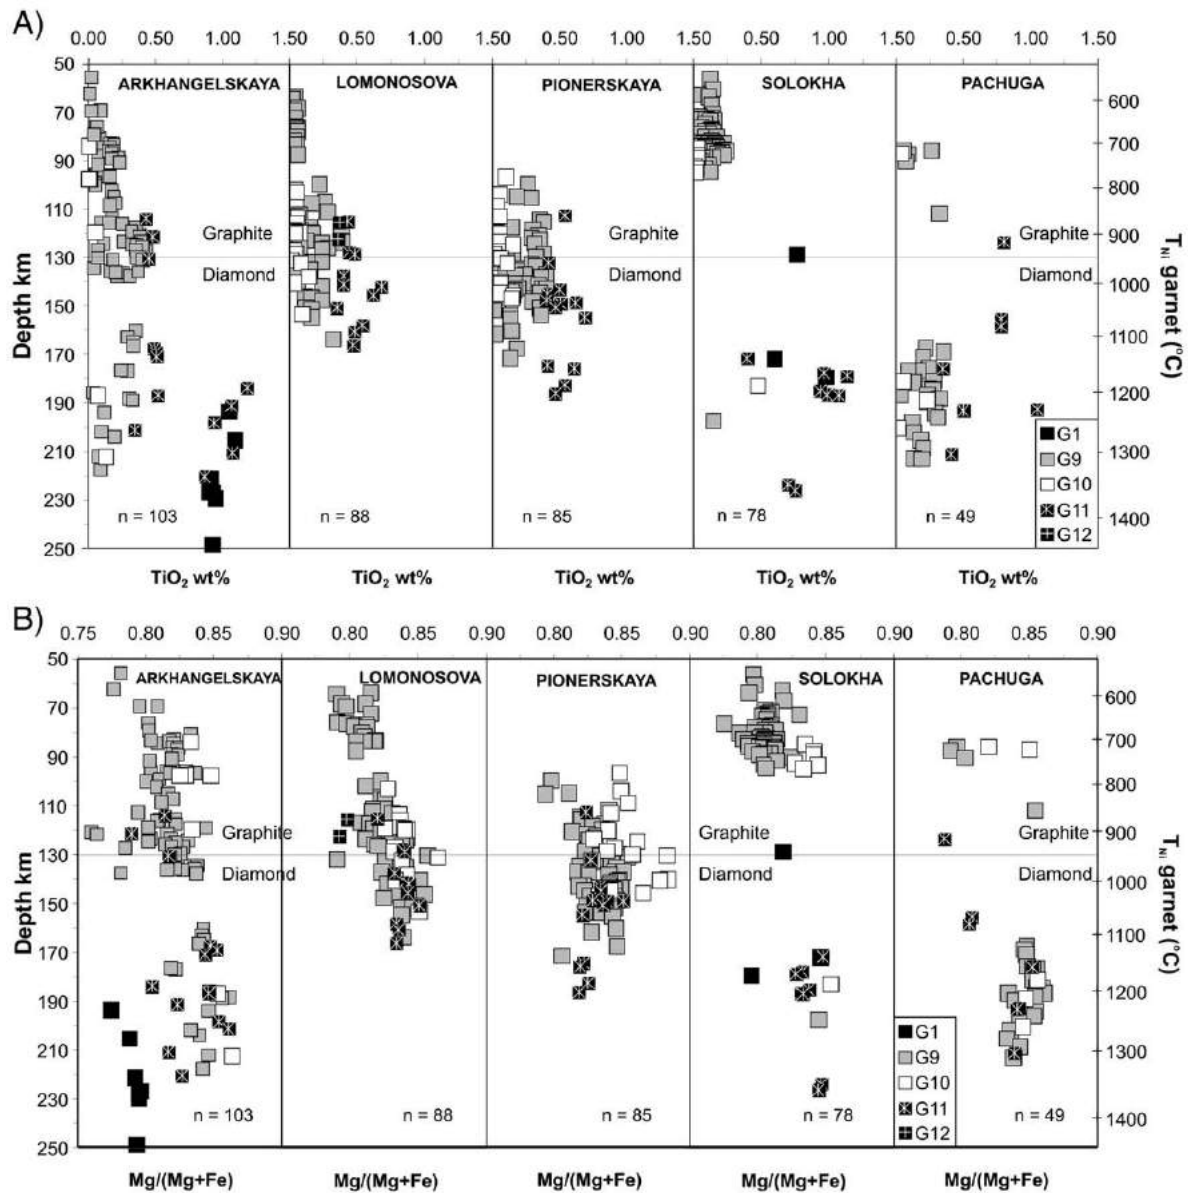 A)
0.00 0.50 1.00 1.50 0.50 1.00 1.50 0.50 1.00 1.50 0.50 1.00 1.50 0.50 1.00 1.50
50
ARKHANGELSKAYA LOMONOSOVA PIONERSKAYA SOLOKHA PACHUGA
600
70
700
90
800
110
Graphite Graphite Graphite
900
130
Diamond Diamond Diamond
1000
150
1100
170
1200
190
1300
210
230
1400
250
Depth km
T Ni garnet (°C)
G1
G9
G10
G11
G12
n = 103 n = 88 n = 85 n = 78 n = 49
TiO2 wt% TiO2 wt% TiO2 wt% TiO2 wt% TiO2 wt%
B)
0.75 0.80 0.85 0.90 0.80 0.85 0.90 0.80 0.85 0.90 0.80 0.85 0.90 0.80 0.85 0.90
50
ARKHANGELSKAYA LOMONOSOVA PIONERSKAYA SOLOKHA PACHUGA
600
70
700
90
800
110
Graphite Graphite Graphite
900
130
Diamond Diamond Diamond
1000
150
1100
170
1200
190
1300
210
230
1400
250
Depth km
T Ni garnet (°C)
G1
G9
G10
G11
G12
n = 103 n = 88 n = 85 n = 78 n = 49
Mg/(Mg+Fe) Mg/(Mg+Fe) Mg/(Mg+Fe) Mg/(Mg+Fe) Mg/(Mg+Fe)